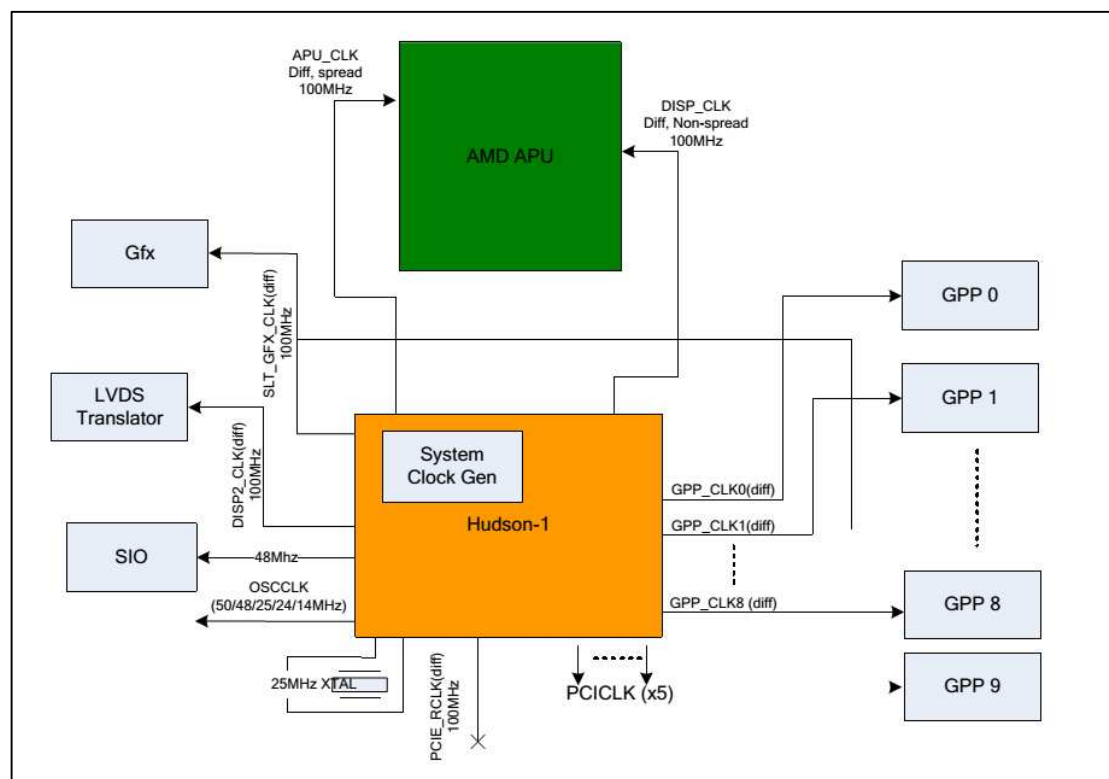 APU_CLK
Diff, spread
100MHz
AMD APU
DISP_CLK
Diff, Non-spread
100MHz
Gfx
SLT_GFX_CLK(diff)
100MHz
GPP 0
LVDS
Translator
DISP2_CLK(diff)
100MHz
GPP 1
System
Clock Gen
Hudson-1
GPP_CLK0(diff)
GPP_CLK1(diff)
GPP_CLK8 (diff)
SIO
48Mhz
OSCCLK
(50/48/25/24/14MHz)
GPP 8
25MHz XTAL
PCIE_RCLK(diff)
100MHz
PCICLK (x5)
GPP 9